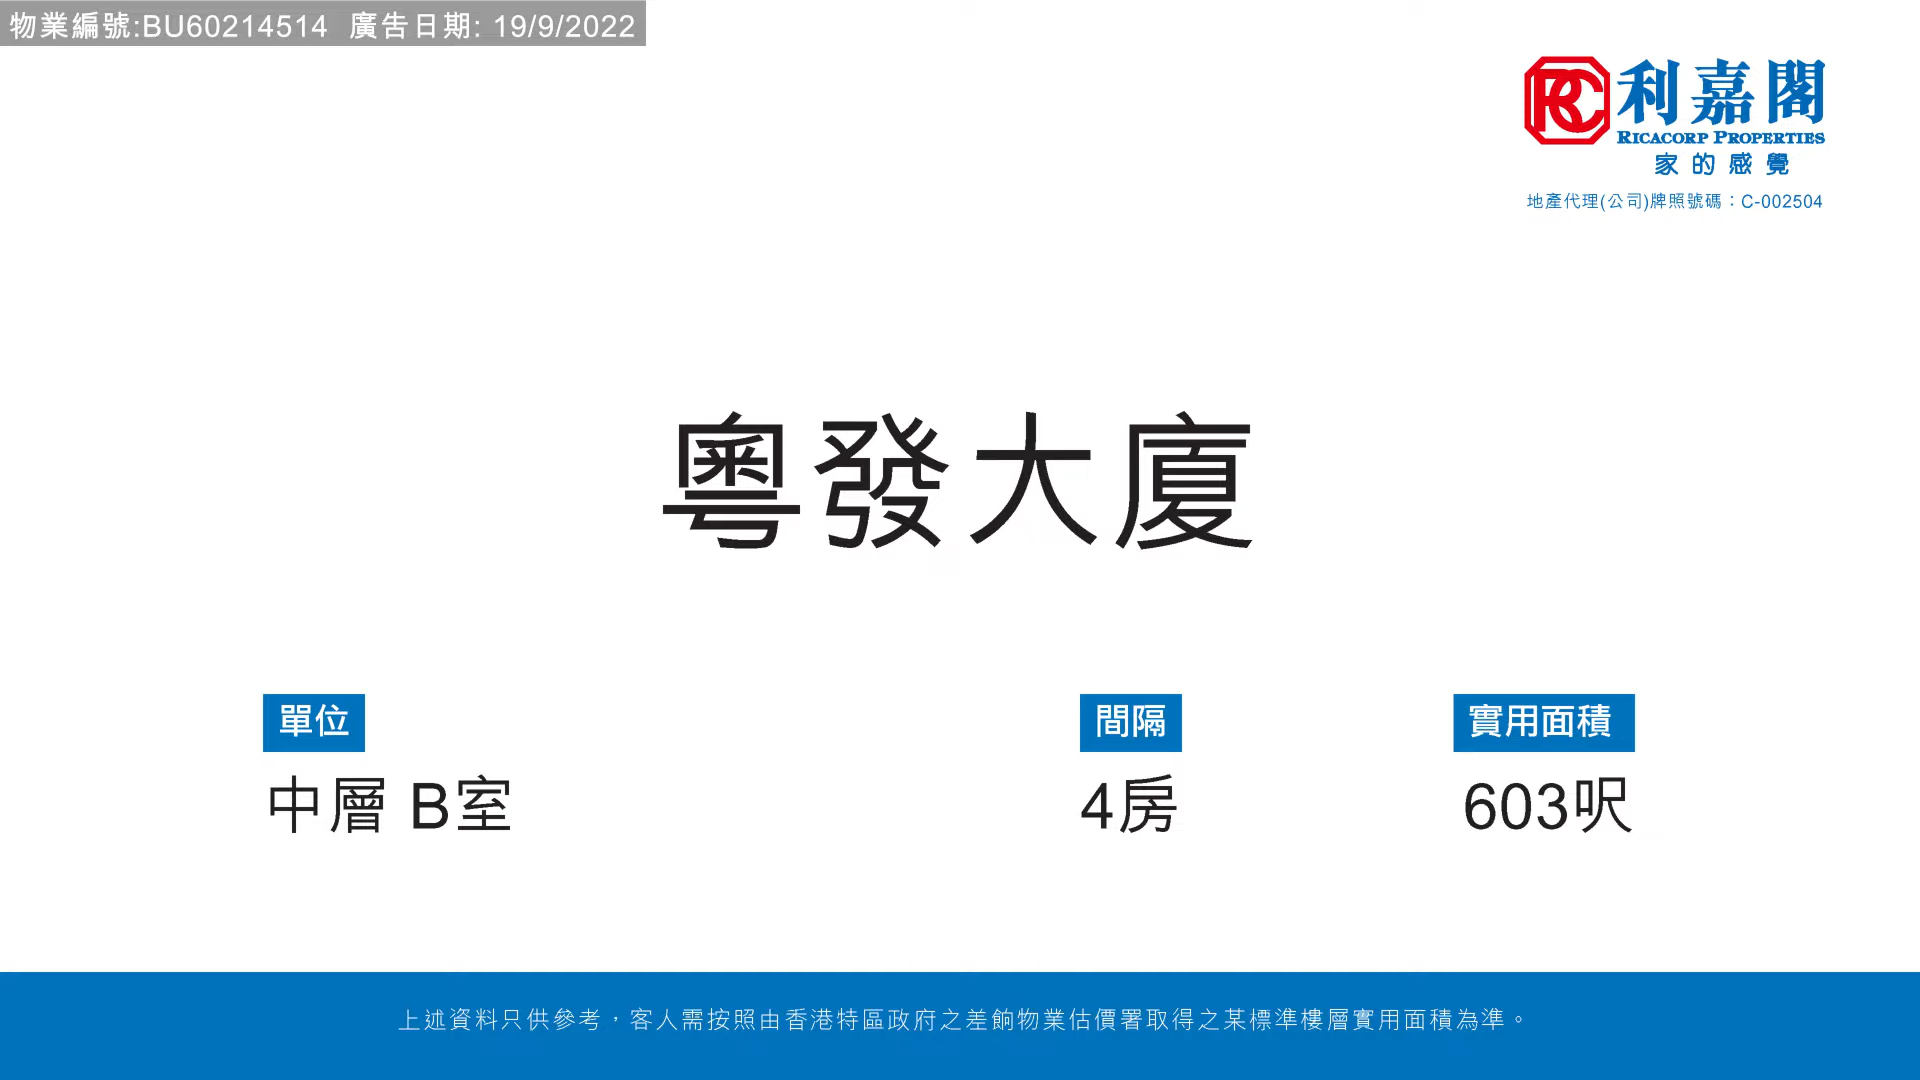 物業編號:BU60214514 廣告日期: 19/9/2022
RC 利嘉閣
RICACORP PROPERTIES
家的感覺
地產代理(公司)牌照號碼：C-002504
粵發大廈
單位 間隔 實用面積
中層 B室 4房 603呎
上述資料只供參考，客人需按照由香港特區政府之差餉物業估價署取得之某標準樓層實用面積為準。